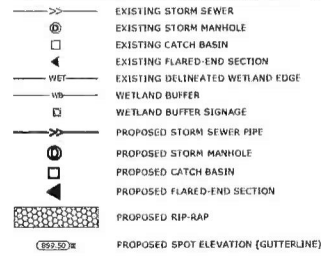 >> EXISTING STORM SEWER
D EXISTING STORM MANHOLE
EXISTING CATCH BASIN
EXISTING FLARED-END SECTION
WET EXISTING DELINEATED WETLAND EDGE
WB WETLAND BUFFER
WETLAND BUFFER SIGNAGE
>> PROPOSED STORM SEWER PIPE
D PROPOSED STORM MANHOLE
PROPOSED CATCH BASIN
PROPOSED FLARED-END SECTION
PROPOSED RIP-RAP
899.50 PROPOSED SPOT ELEVATION (GUTTERLINE)